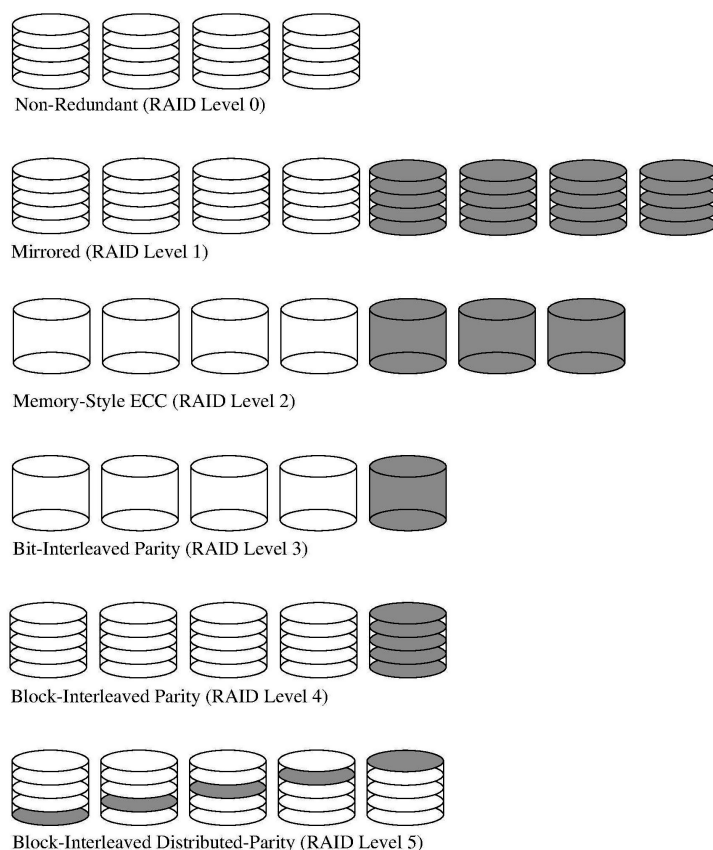 Non-Redundant (RAID Level 0)
Mirrored (RAID Level 1)
Memory-Style ECC (RAID Level 2)
Bit-Interleaved Parity (RAID Level 3)
Block-Interleaved Parity (RAID Level 4)
Block-Interleaved Distributed-Parity (RAID Level 5)